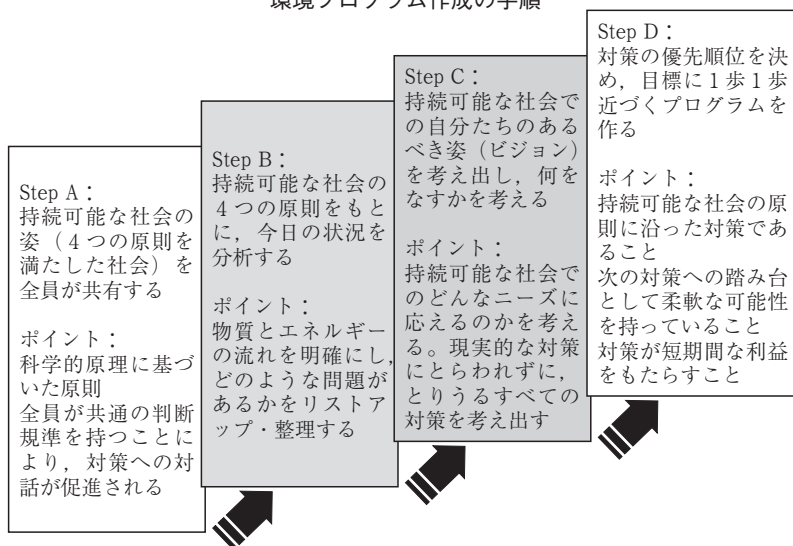 環境プログラム作成の手順
Step A：
持続可能な社会の
姿（４つの原則を
満たした社会）を
全員が共有する
ポイント：
科学的原理に基づ
いた原則
全員が共通の判断
規準を持つことに
より，対策への対
話が促進される
Step B：
持続可能な社会の
４つの原則をもと
に，今日の状況を
分析する
ポイント：
物質とエネルギー
の流れを明確にし，
どのような問題が
あるかをリストア
ップ・整理する
Step C：
持続可能な社会で
の自分たちのある
べき姿（ビジョン）
を考え出し，何を
なすかを考える
ポイント：
持続可能な社会で
のどんなニーズに
応えるのかを考え
る。現実的な対策
にとらわれずに，
とりうるすべての
対策を考え出す
Step D：
対策の優先順位を決
め，目標に１歩１歩
近づくプログラムを
作る
ポイント：
持続可能な社会の原
則に沿った対策であ
ること
次の対策への踏み台
として柔軟な可能性
を持っていること
対策が短期間な利益
をもたらすこと